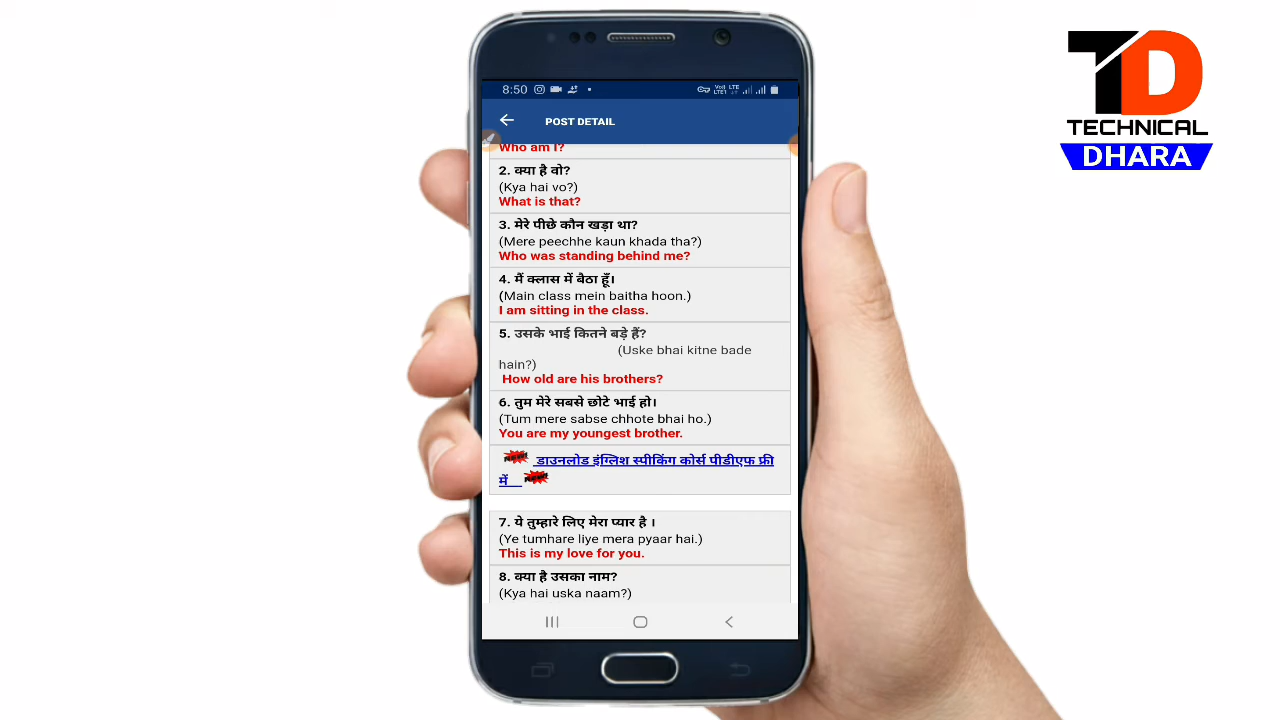 8:50
POST DETAIL
TECHNICAL
DHARA
Who am I?
2. क्या है वो?
(Kya hai vo?)
What is that?
3. मेरे पीछे कौन खड़ा था?
(Mere peechhe kaun khada tha?)
Who was standing behind me?
4. मैं क्लास में बैठा हूँ।
(Main class mein baitha hoon.)
I am sitting in the class.
5. उसके भाई कितने बड़े हैं?
(Uske bhai kitne bade
hain?)
How old are his brothers?
6. तुम मेरे सबसे छोटे भाई हो।
(Tum mere sabse chhote bhai ho.)
You are my youngest brother.
डाउनलोड इंग्लिश स्पीकिंग कोर्स पीडीएफ फ्री
में
7. ये तुम्हारे लिए मेरा प्यार है ।
(Ye tumhare liye mera pyaar hai.)
This is my love for you.
8. क्या है उसका नाम?
(Kya hai uska naam?)